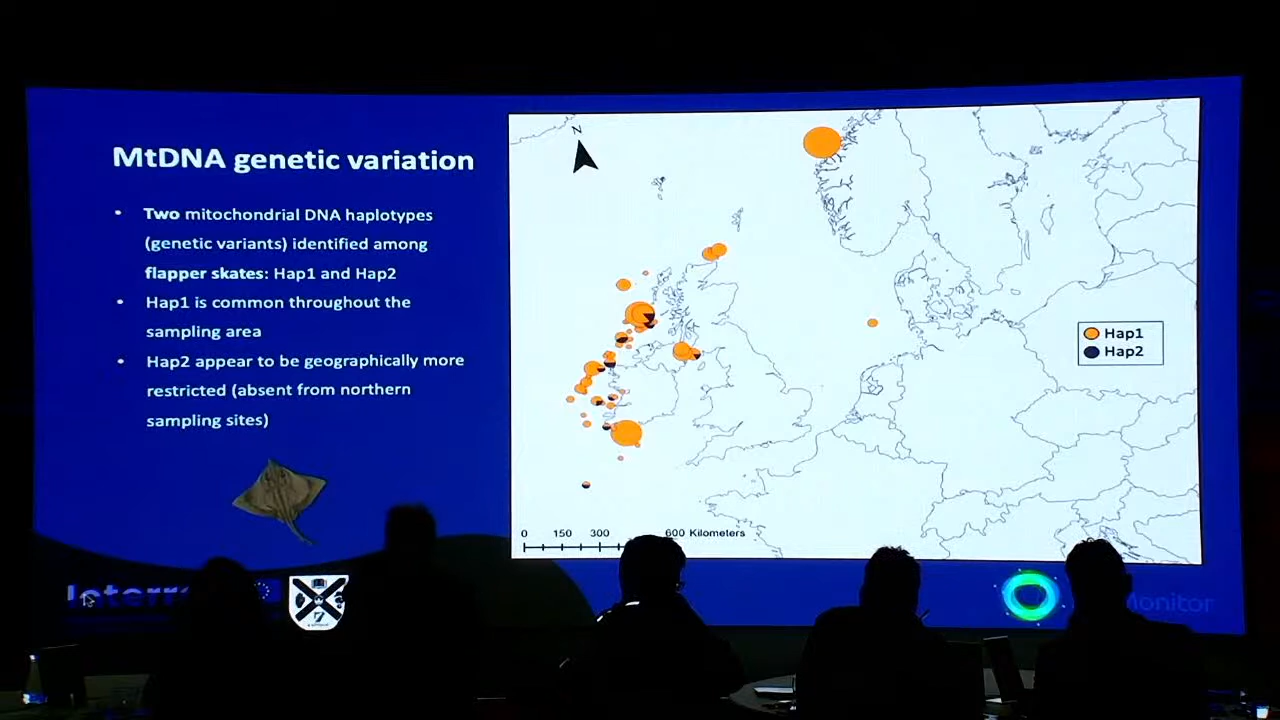 MtDNA genetic variation
• Two mitochondrial DNA haplotypes
(genetic variants) identified among
flapper skates: Hap1 and Hap2
• Hap1 is common throughout the
sampling area
• Hap2 appear to be geographically more
restricted (absent from northern
sampling sites)
N
Hap1
Hap2
0 150 300 600 Kilometers
Interre
onitor